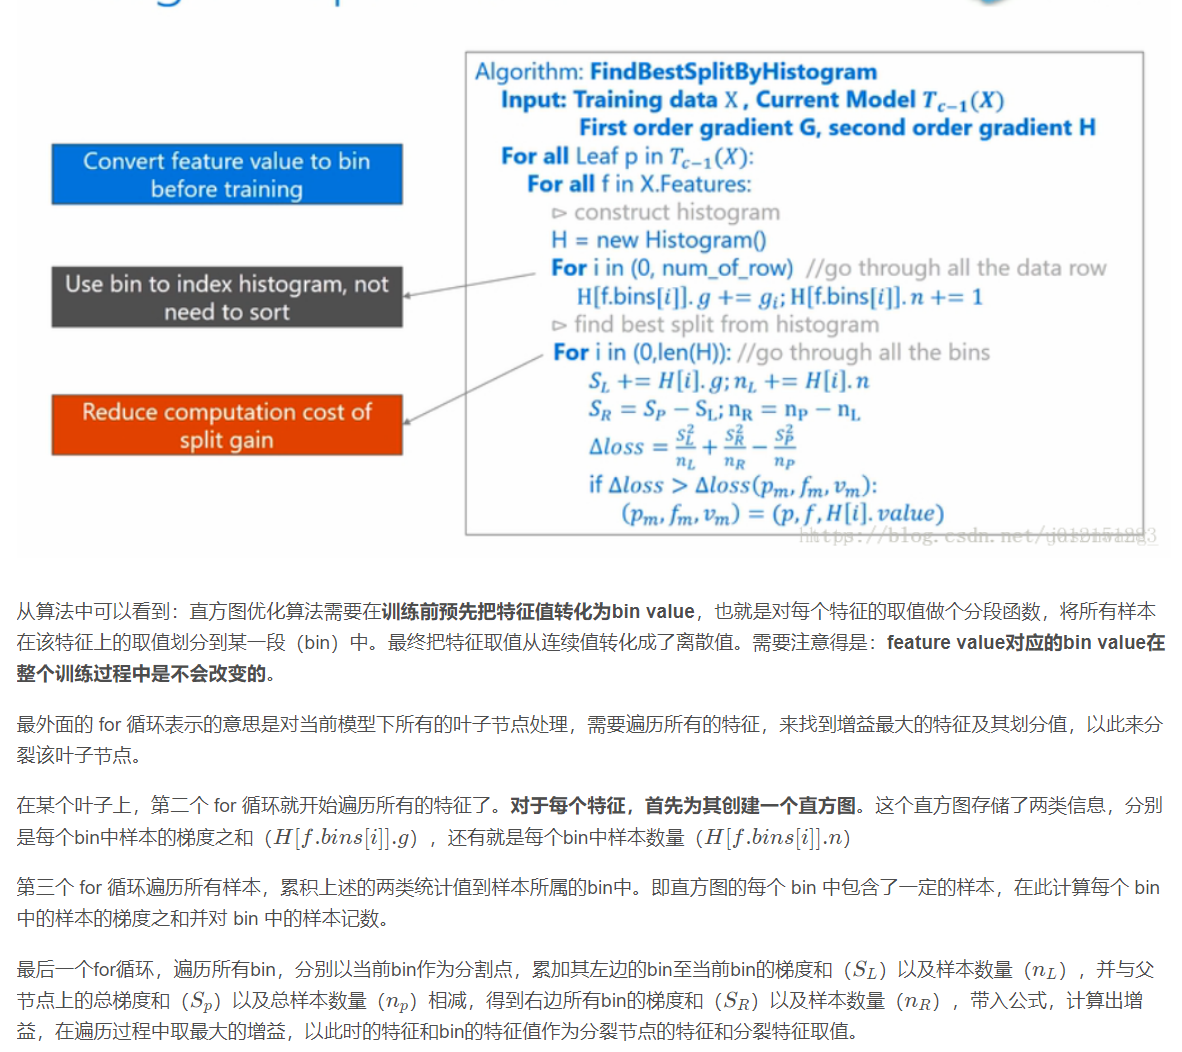 Convert feature value to bin
before training
Use bin to index histogram, not
need to sort
Reduce computation cost of
split gain
Algorithm: FindBestSplitByHistogram
Input: Training data X , Current Model T_{c−1}(X)
First order gradient G, second order gradient H
For all Leaf p in T_{c−1}(X):
For all f in X.Features:
▷ construct histogram
H = new Histogram()
For i in (0, num_of_row) //go through all the data row
H[f.bins[i]].g += g_i; H[f.bins[i]].n += 1
▷ find best split from histogram
For i in (0,len(H)): //go through all the bins
S_L += H[i].g; n_L += H[i].n
S_R = S_P − S_L; n_R = n_P − n_L
Δloss = S_L^2/n_L + S_R^2/n_R − S_P^2/n_P
if Δloss > Δloss(p_m, f_m, v_m):
(p_m, f_m, v_m) = (p, f, H[i].value)
从算法中可以看到：直方图优化算法需要在训练前预先把特征值转化为bin value，也就是对每个特征的取值做个分段函数，将所有样本
在该特征上的取值划分到某一段（bin）中。最终把特征取值从连续值转化成了离散值。需要注意得是：feature value对应的bin value在
整个训练过程中是不会改变的。
最外面的 for 循环表示的意思是对当前模型下所有的叶子节点处理，需要遍历所有的特征，来找到增益最大的特征及其划分值，以此来分
裂该叶子节点。
在某个叶子上，第二个 for 循环就开始遍历所有的特征了。对于每个特征，首先为其创建一个直方图。这个直方图存储了两类信息，分别
是每个bin中样本的梯度之和（H[f.bins[i]].g），还有就是每个bin中样本数量（H[f.bins[i]].n）
第三个 for 循环遍历所有样本，累积上述的两类统计值到样本所属的bin中。即直方图的每个 bin 中包含了一定的样本，在此计算每个 bin
中的样本的梯度之和并对 bin 中的样本记数。
最后一个for循环，遍历所有bin，分别以当前bin作为分割点，累加其左边的bin至当前bin的梯度和（S_L）以及样本数量（n_L），并与父
节点上的总梯度和（S_p）以及总样本数量（n_p）相减，得到右边所有bin的梯度和（S_R）以及样本数量（n_R），带入公式，计算出增
益，在遍历过程中取最大的增益，以此时的特征和bin的特征值作为分裂节点的特征和分裂特征取值。